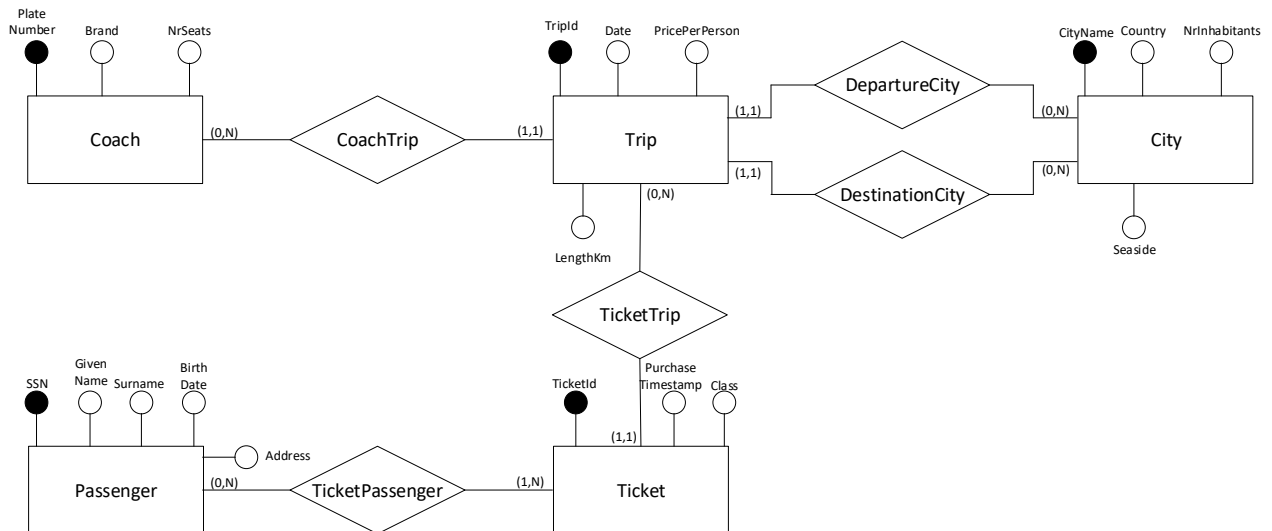 Plate
Number
Brand
NrSeats
TripId
Date
PricePerPerson
CityName
Country
NrInhabitants
Coach
(0,N)
CoachTrip
(1,1)
Trip
(1,1)
DepartureCity
(0,N)
City
(1,1)
DestinationCity
(0,N)
(0,N)
LengthKm
Seaside
TicketTrip
SSN
Given
Name
Surname
Birth
Date
TicketId
Purchase
Timestamp
Class
(1,1)
Address
Passenger
(0,N)
TicketPassenger
(1,N)
Ticket